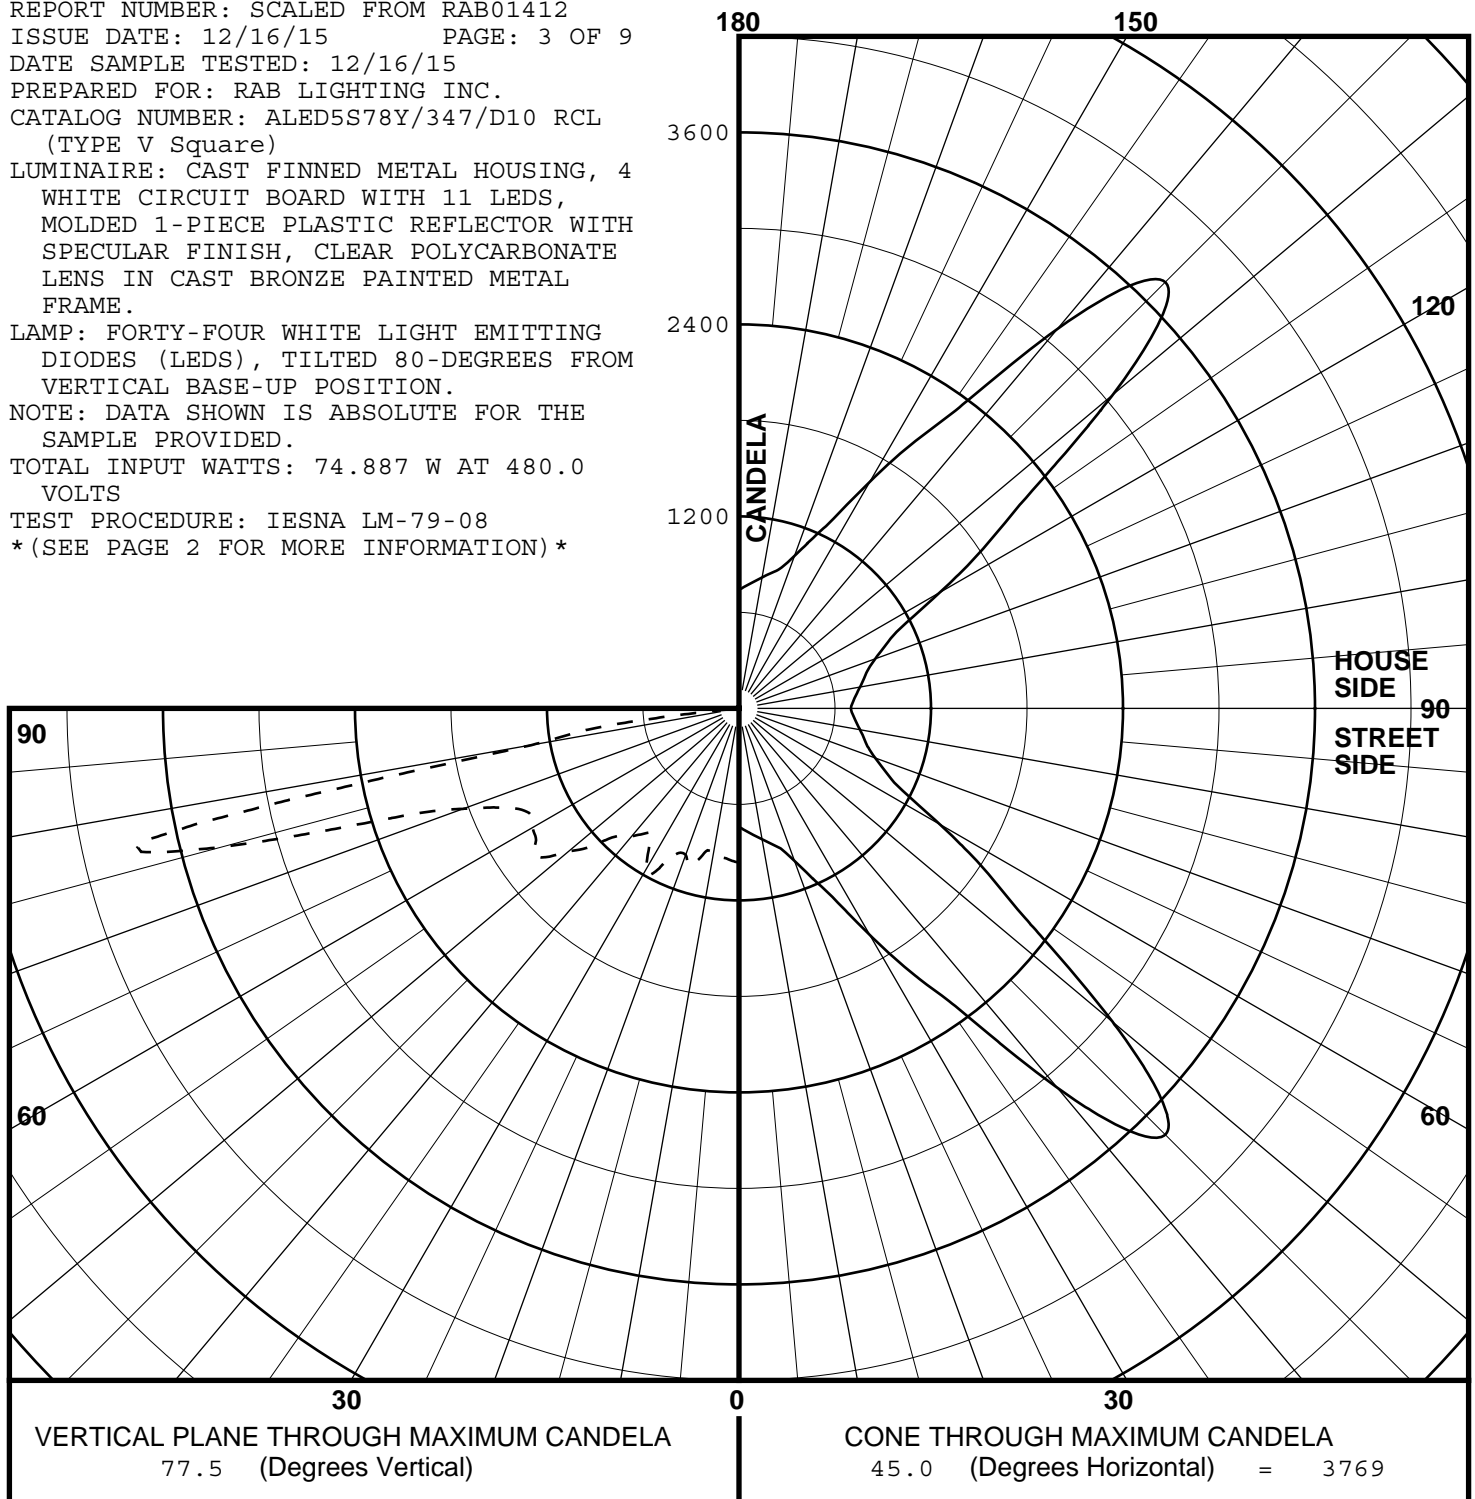 REPORT NUMBER: SCALED FROM RAB01412
ISSUE DATE: 12/16/15 PAGE: 3 OF 9
DATE SAMPLE TESTED: 12/16/15
PREPARED FOR: RAB LIGHTING INC.
CATALOG NUMBER: ALED5S78Y/347/D10 RCL
(TYPE V Square)
LUMINAIRE: CAST FINNED METAL HOUSING, 4
WHITE CIRCUIT BOARD WITH 11 LEDS,
MOLDED 1-PIECE PLASTIC REFLECTOR WITH
SPECULAR FINISH, CLEAR POLYCARBONATE
LENS IN CAST BRONZE PAINTED METAL
FRAME.
LAMP: FORTY-FOUR WHITE LIGHT EMITTING
DIODES (LEDS), TILTED 80-DEGREES FROM
VERTICAL BASE-UP POSITION.
NOTE: DATA SHOWN IS ABSOLUTE FOR THE
SAMPLE PROVIDED.
TOTAL INPUT WATTS: 74.887 W AT 480.0
VOLTS
TEST PROCEDURE: IESNA LM-79-08
*(SEE PAGE 2 FOR MORE INFORMATION)*
180
150
3600
120
2400
CANDELA
1200
HOUSE
SIDE
90
90
STREET
SIDE
60
60
30
0
30
VERTICAL PLANE THROUGH MAXIMUM CANDELA
77.5 (Degrees Vertical)
CONE THROUGH MAXIMUM CANDELA
45.0 (Degrees Horizontal) = 3769